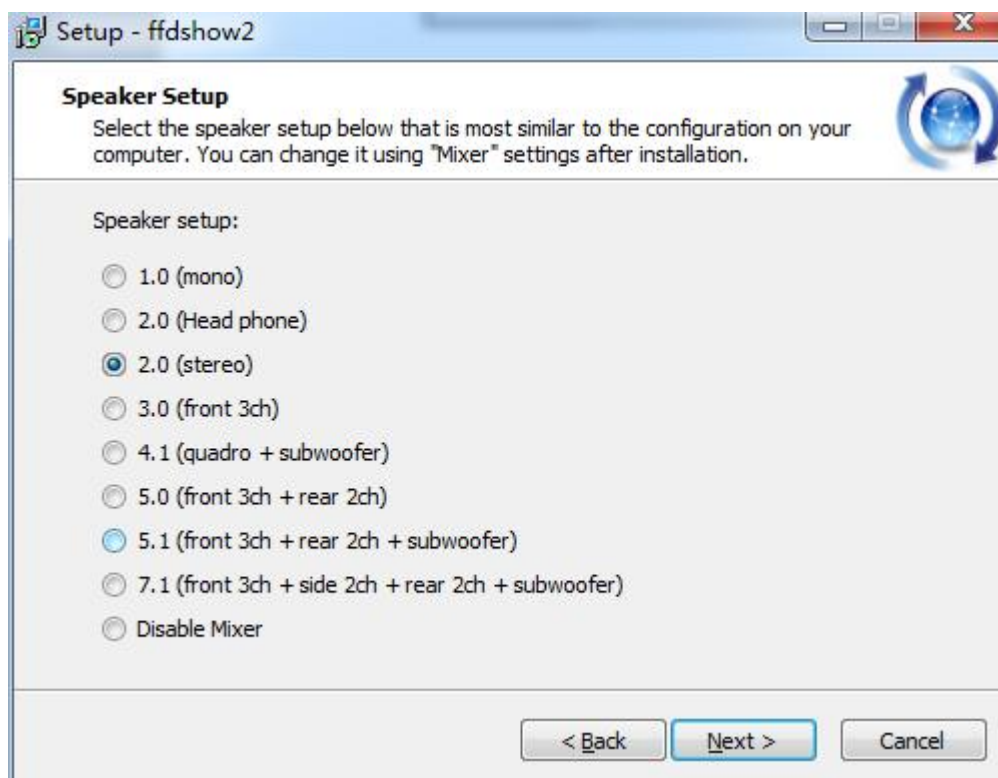 Setup - ffdshow2
Speaker Setup
Select the speaker setup below that is most similar to the configuration on your
computer. You can change it using "Mixer" settings after installation.
Speaker setup:
1.0 (mono)
2.0 (Head phone)
2.0 (stereo)
3.0 (front 3ch)
4.1 (quadro + subwoofer)
5.0 (front 3ch + rear 2ch)
5.1 (front 3ch + rear 2ch + subwoofer)
7.1 (front 3ch + side 2ch + rear 2ch + subwoofer)
Disable Mixer
< Back
Next >
Cancel